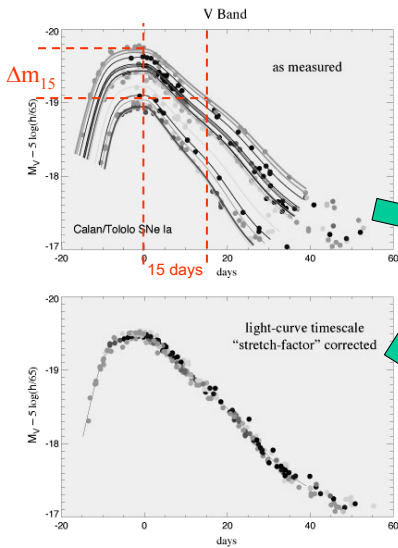 V Band
-20
-19
-18
-17
M_V – 5 log(h/65)
Δm15
as measured
Calan/Tololo SNe Ia
-20 0 20 40 60
15 days
days
-20
-19
-18
-17
M_V – 5 log(h/65)
light-curve timescale
“stretch-factor” corrected
-20 0 20 40 60
days